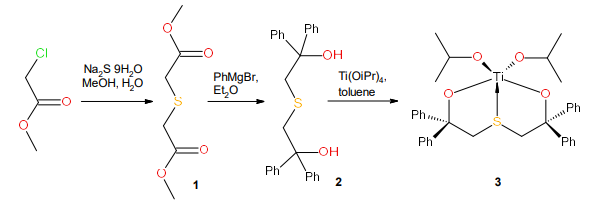 Cl
O
O
Na2S 9H2O
MeOH, H2O
O
O
S
O
O
1
PhMgBr,
Et2O
Ph
Ph
OH
S
OH
Ph
Ph
2
Ti(OiPr)4,
toluene
O
O
Ti
O
O
Ph
Ph
S
Ph
Ph
3